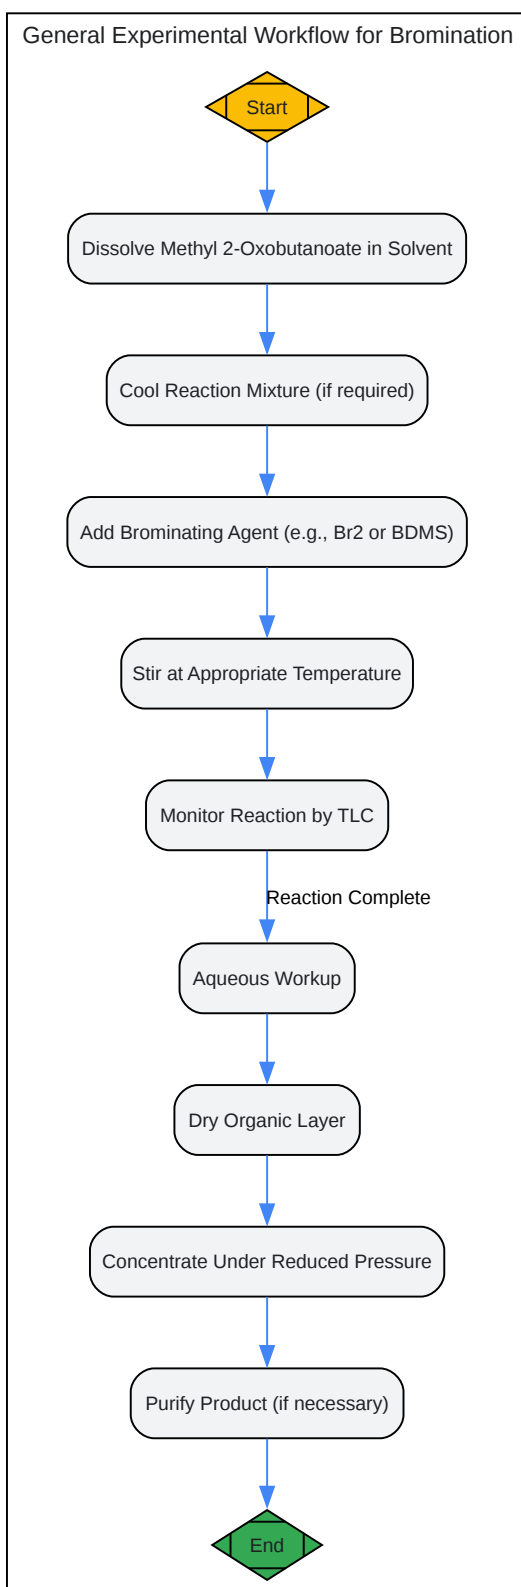 General Experimental Workflow for Bromination
Start
Dissolve Methyl 2-Oxobutanoate in Solvent
Cool Reaction Mixture (if required)
Add Brominating Agent (e.g., Br2 or BDMS)
Stir at Appropriate Temperature
Monitor Reaction by TLC
Reaction Complete
Aqueous Workup
Dry Organic Layer
Concentrate Under Reduced Pressure
Purify Product (if necessary)
End